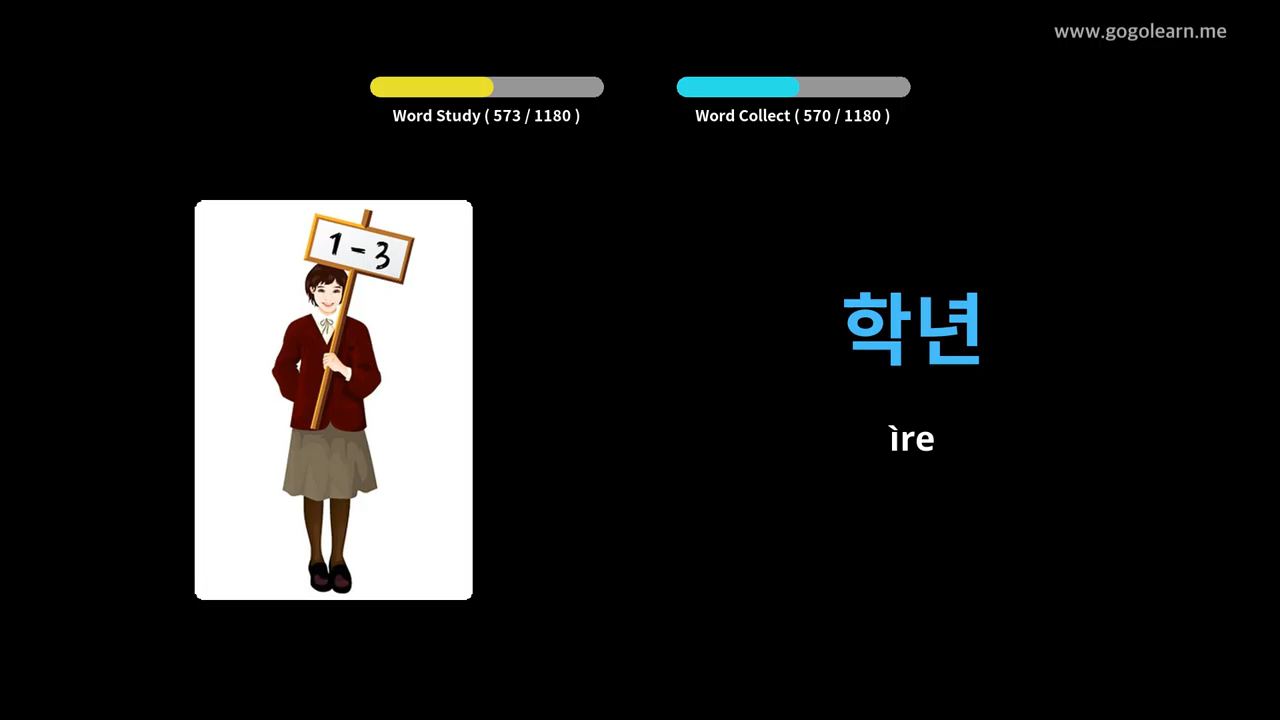 www.gogolearn.me
Word Study ( 573 / 1180 )
Word Collect ( 570 / 1180 )
1 - 3
학년
ìre